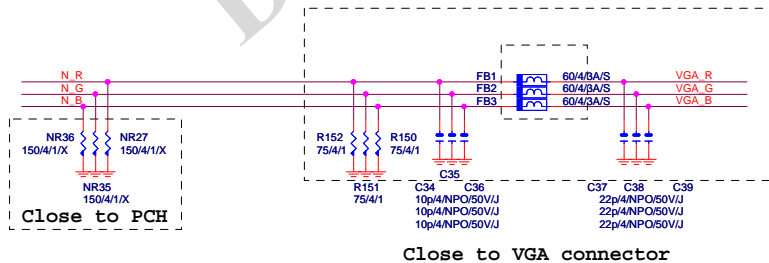 N_R
N_G
N_B
FB1
FB2
FB3
60/4/3A/S
60/4/3A/S
60/4/3A/S
VGA_R
VGA_G
VGA_B
NR36
150/4/1/X
NR27
150/4/1/X
NR35
150/4/1/X
Close to PCH
R152
75/4/1
R150
75/4/1
R151
75/4/1
C35
C34
C36
10p/4/NPO/50V/J
10p/4/NPO/50V/J
10p/4/NPO/50V/J
C37
C38
C39
22p/4/NPO/50V/J
22p/4/NPO/50V/J
22p/4/NPO/50V/J
Close to VGA connector